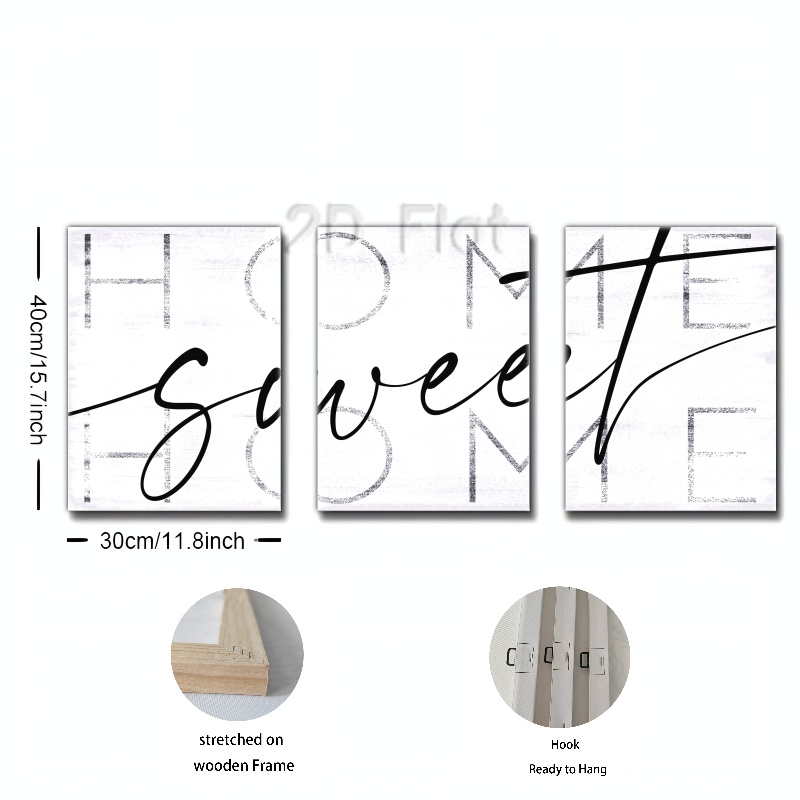 2D Flat
HOME
sweet
HOME
40cm/15.7inch
30cm/11.8inch
stretched on
wooden Frame
Hook
Ready to Hang